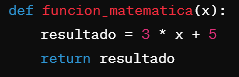 def funcion_matematica(x):
    resultado = 3 * x + 5
    return resultado